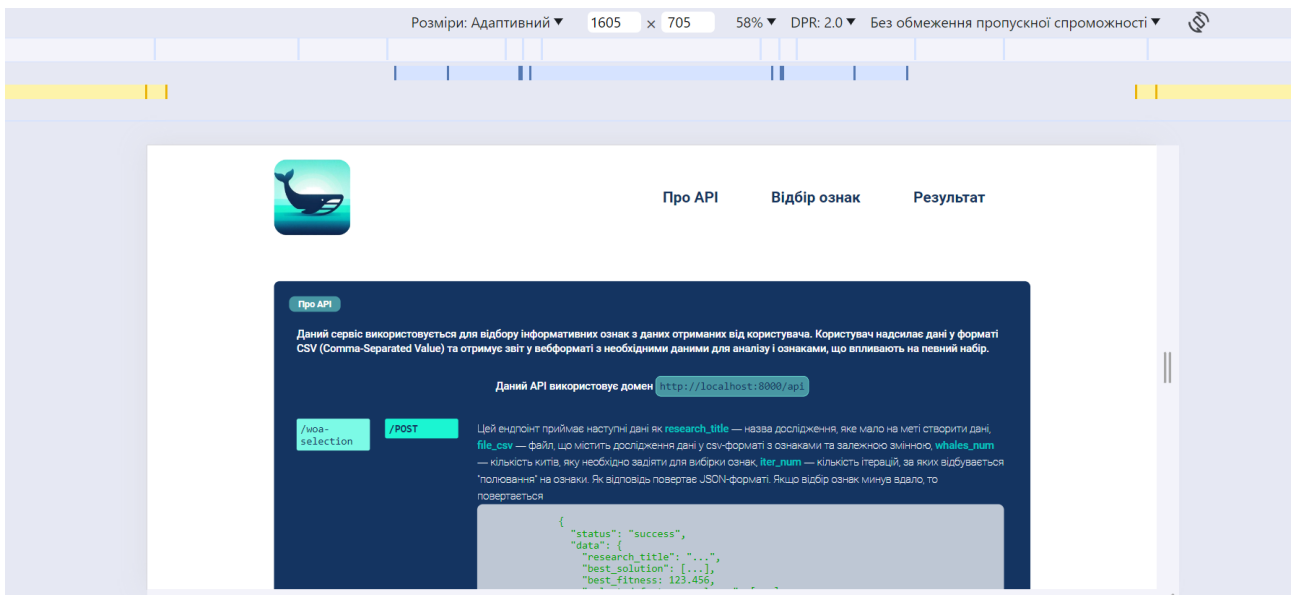 Розміри: Адаптивний ▼ 1605 × 705 58% ▼ DPR: 2.0 ▼ Без обмеження пропускної спроможності ▼
Про API Відбір ознак Результат
Про API
Даний сервіс використовується для відбору інформативних ознак з даних отриманих від користувача. Користувач надсилає дані у форматі
CSV (Comma-Separated Value) та отримує звіт у вебформаті з необхідними даними для аналізу і ознаками, що впливають на певний набір.
Даний API використовує домен http://localhost:8000/api
/woa-
selection
/POST
Цей ендпоінт приймає наступні дані як research_title — назва дослідження, яке мало на меті створити дані,
file_csv — файл, що містить дослідження дані у csv-форматі з ознаками та залежною змінною, whales_num
— кількість китів, яку необхідно задіяти для вибірки ознак, iter_num — кількість ітерацій, за яких відбувається
"полювання" на ознаки. Як відповідь повертає JSON-форматі. Якщо відбір ознак минув вдало, то
повертається
{
"status": "success",
"data": {
"research_title": "...",
"best_solution": [...],
"best_fitness: 123.456,